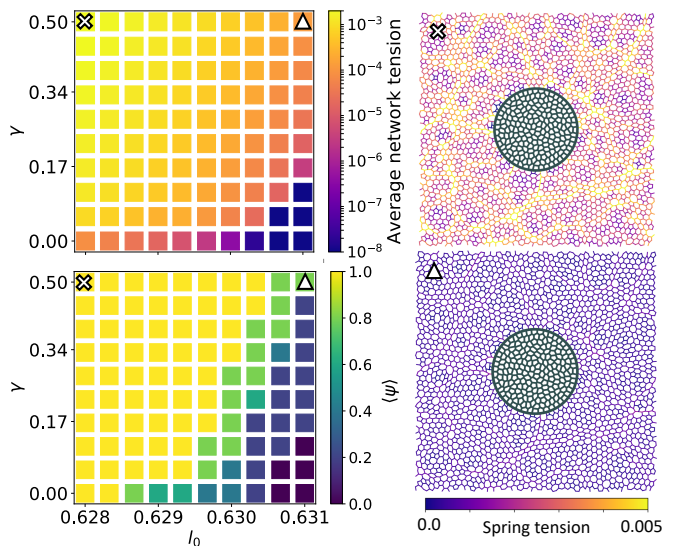 0.50
0.34
0.17
0.00
γ
10⁻³
10⁻⁴
10⁻⁵
10⁻⁶
10⁻⁷
10⁻⁸
Average network tension
0.50
0.34
0.17
0.00
γ
0.628 0.629 0.630 0.631
l₀
1.0
0.8
0.6
0.4
0.2
0.0
⟨ψ⟩
0.0 Spring tension 0.005